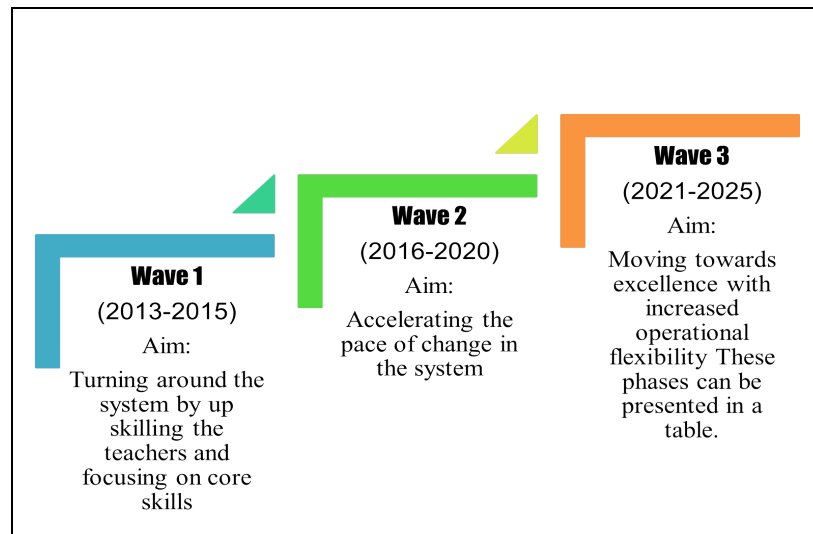 Wave 1
(2013-2015)
Aim:
Turning around the
system by up
skilling the
teachers and
focusing on core
skills
Wave 2
(2016-2020)
Aim:
Accelerating the
pace of change in
the system
Wave 3
(2021-2025)
Aim:
Moving towards
excellence with
increased
operational
flexibility These
phases can be
presented in a
table.